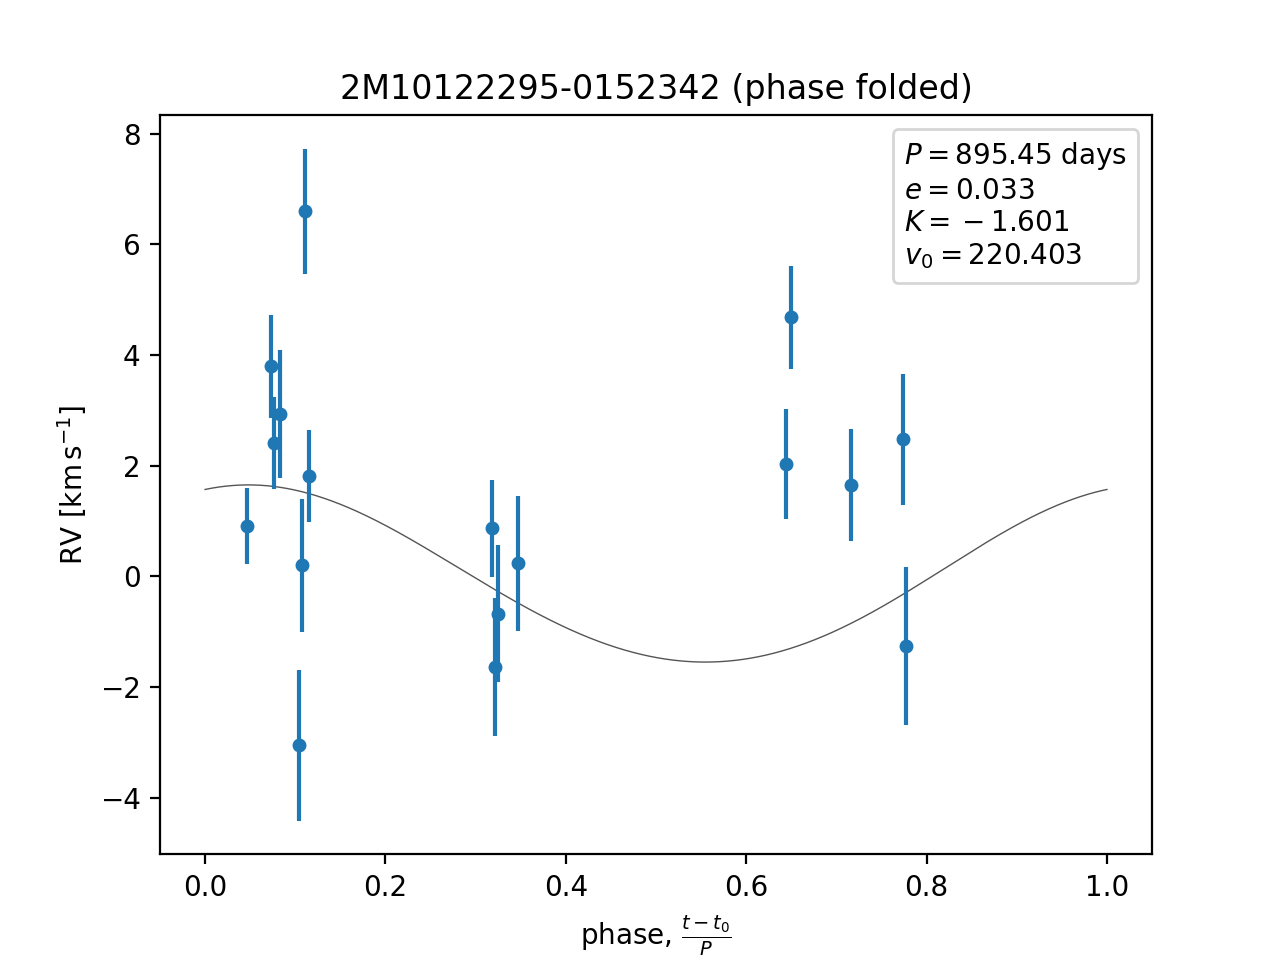 2M10122295-0152342 (phase folded)
P = 895.45 days
e = 0.033
K = −1.601
v₀ = 220.403
RV [km s⁻¹]
8
6
4
2
0
−2
−4
0.0 0.2 0.4 0.6 0.8 1.0
phase, (t − t₀)/P